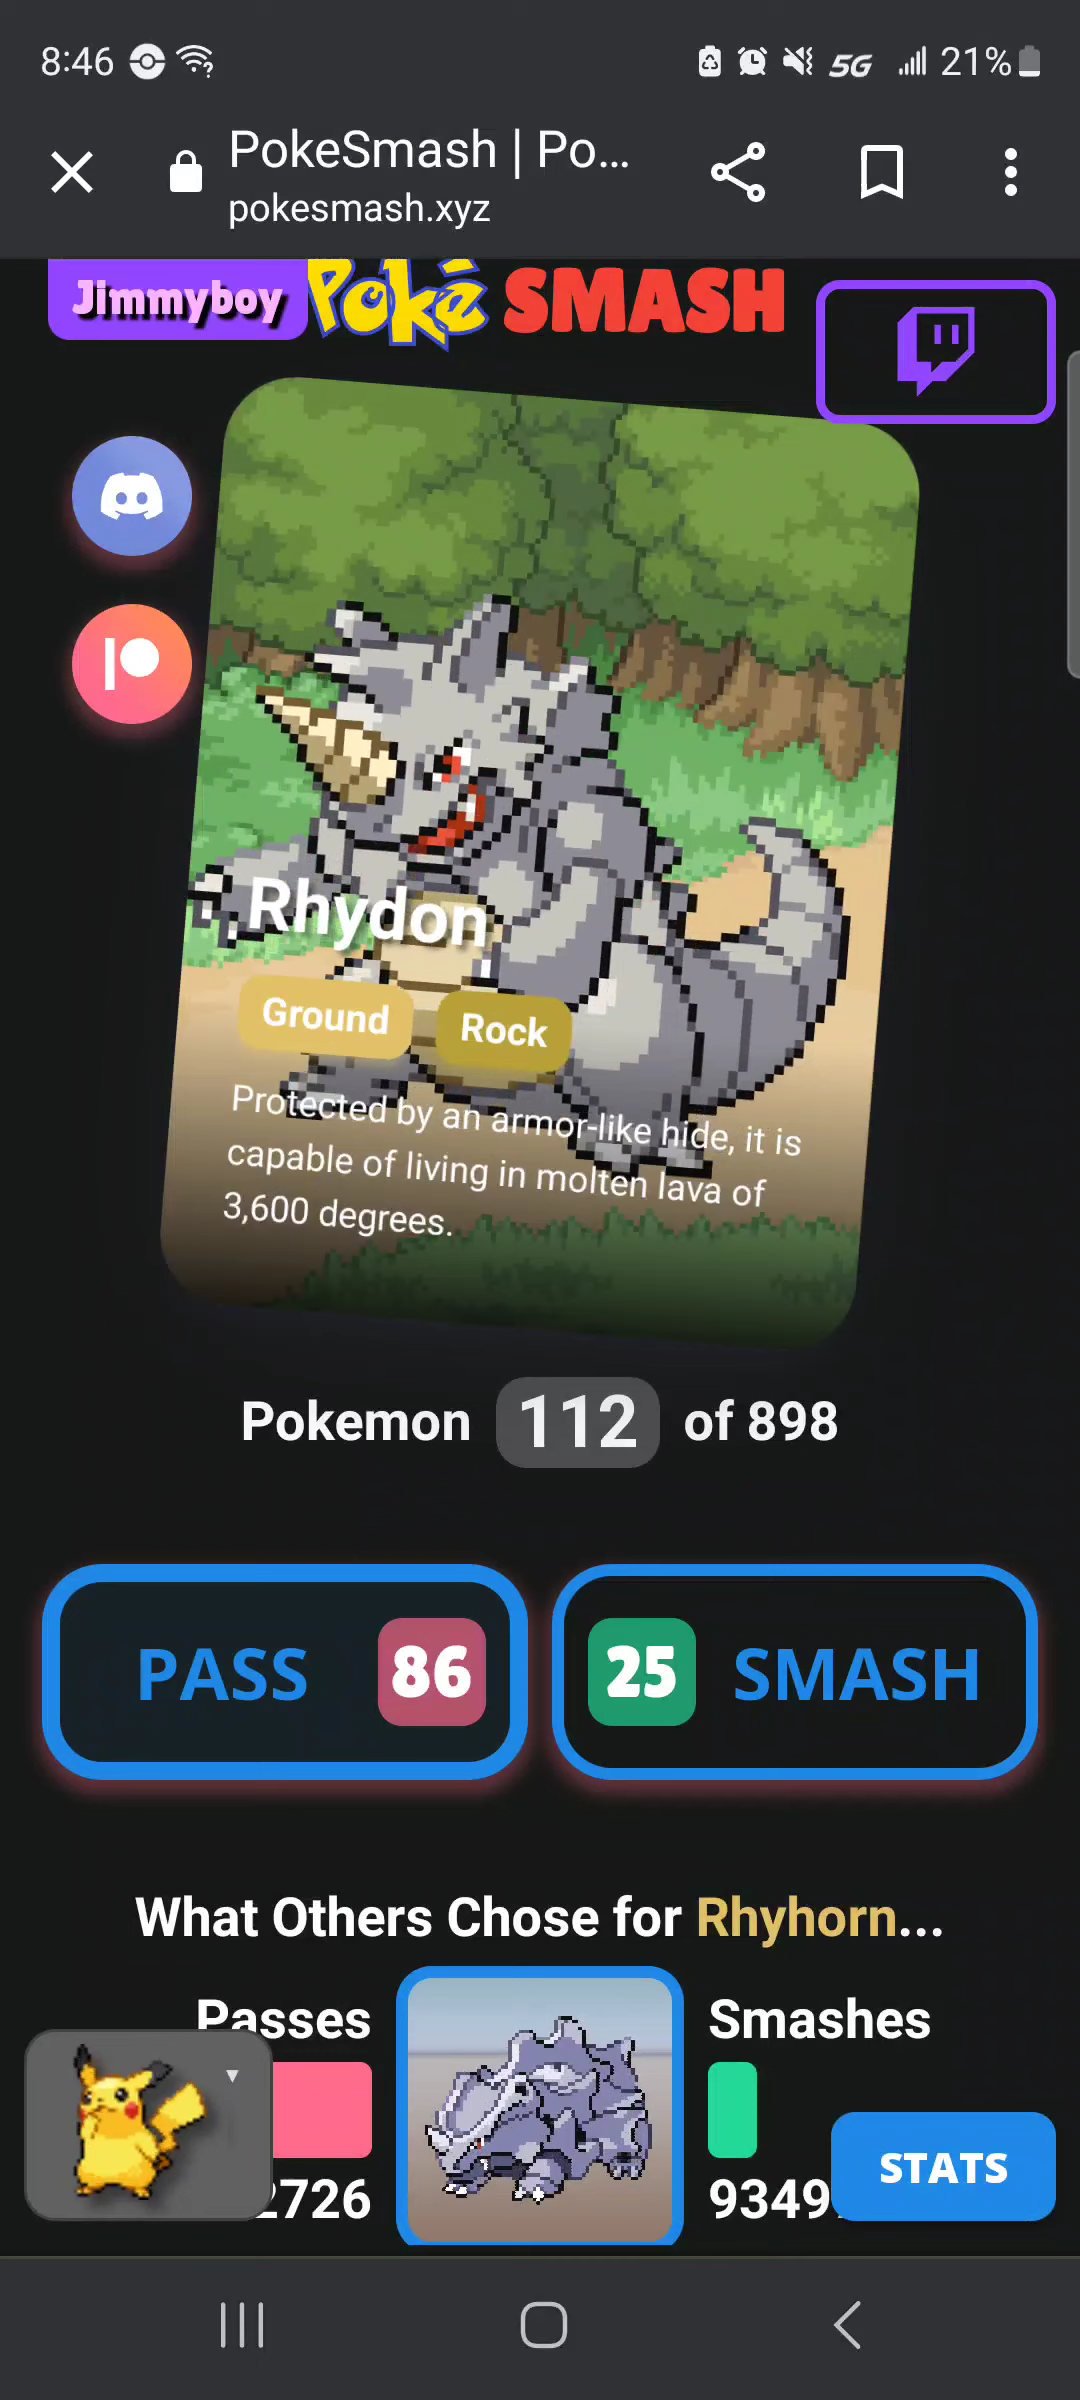 8:46
5G
21%
PokeSmash | Po...
pokesmash.xyz
Jimmyboy
Poké SMASH
Rhydon
Ground
Rock
Protected by an armor-like hide, it is
capable of living in molten lava of
3,600 degrees.
Pokemon 112 of 898
PASS 86
25 SMASH
What Others Chose for Rhyhorn...
Passes
Smashes
STATS